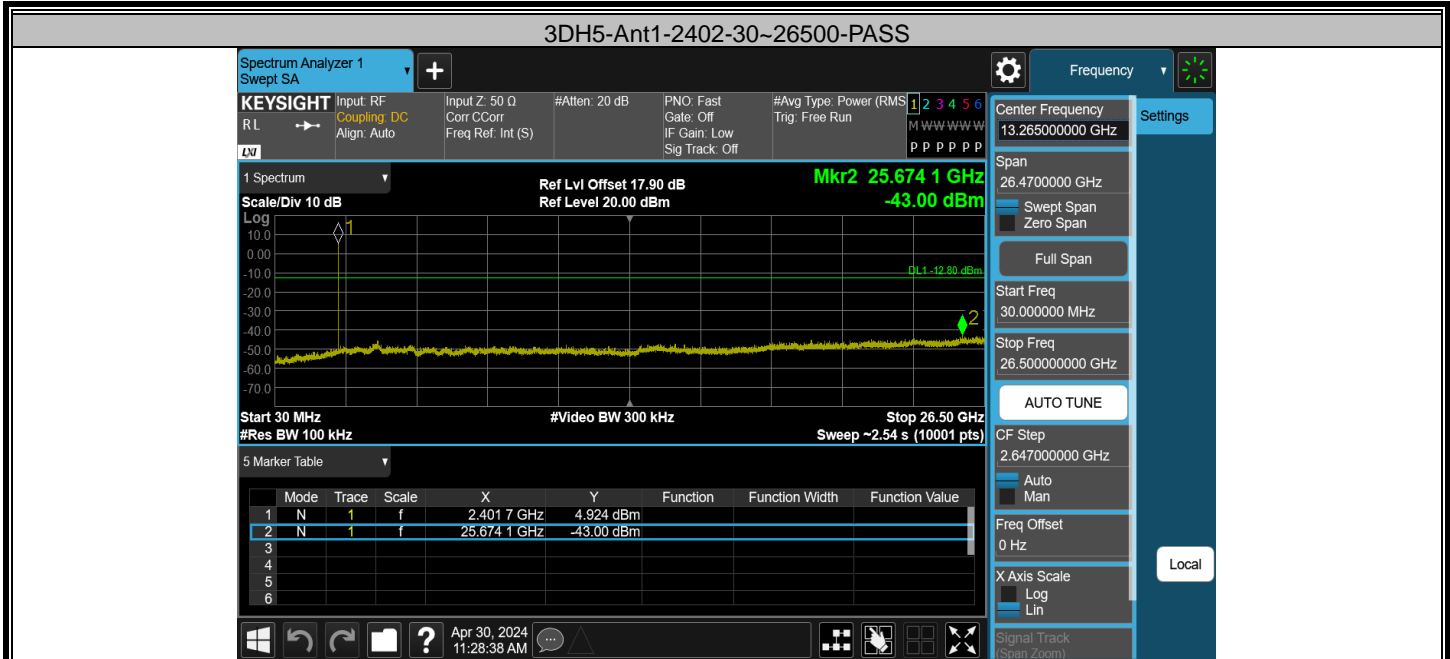 3DH5-Ant1-2402-30~26500-PASS
Spectrum Analyzer 1
Swept SA
Frequency
KEYSIGHT
RL
LXI
Input: RF
Coupling: DC
Align: Auto
Input Z: 50 Ω
Corr CCorr
Freq Ref: Int (S)
#Atten: 20 dB
PNO: Fast
Gate: Off
IF Gain: Low
Sig Track: Off
#Avg Type: Power (RMS
Trig: Free Run
1 2 3 4 5 6
M W W W W W
P P P P P P
1 Spectrum
Scale/Div 10 dB
Ref Lvl Offset 17.90 dB
Ref Level 20.00 dBm
Mkr2 25.674 1 GHz
-43.00 dBm
Log
10.0
0.00
-10.0
-20.0
-30.0
-40.0
-50.0
-60.0
-70.0
1
DL1 -12.80 dBm
2
Start 30 MHz
#Res BW 100 kHz
#Video BW 300 kHz
Stop 26.50 GHz
Sweep ~2.54 s (10001 pts)
5 Marker Table
Mode Trace Scale X Y Function Function Width Function Value
1 N 1 f 2.401 7 GHz 4.924 dBm
2 N 1 f 25.674 1 GHz -43.00 dBm
3
4
5
6
Apr 30, 2024
11:28:38 AM
Center Frequency
13.265000000 GHz
Span
26.4700000 GHz
Swept Span
Zero Span
Full Span
Start Freq
30.000000 MHz
Stop Freq
26.500000000 GHz
AUTO TUNE
CF Step
2.647000000 GHz
Auto
Man
Freq Offset
0 Hz
X Axis Scale
Log
Lin
Signal Track
(Span Zoom)
Settings
Local